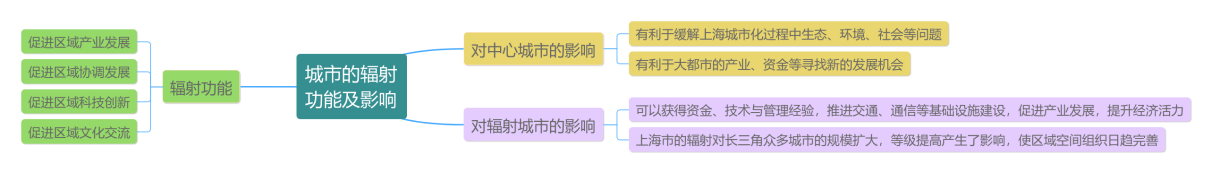 城市的辐射
功能及影响
辐射功能
促进区域产业发展
促进区域协调发展
促进区域科技创新
促进区域文化交流
对中心城市的影响
有利于缓解上海城市化过程中生态、环境、社会等问题
有利于大都市的产业、资金等寻找新的发展机会
对辐射城市的影响
可以获得资金、技术与管理经验，推进交通、通信等基础设施建设，促进产业发展，提升经济活力
上海市的辐射对长三角众多城市的规模扩大，等级提高产生了影响，使区域空间组织日趋完善